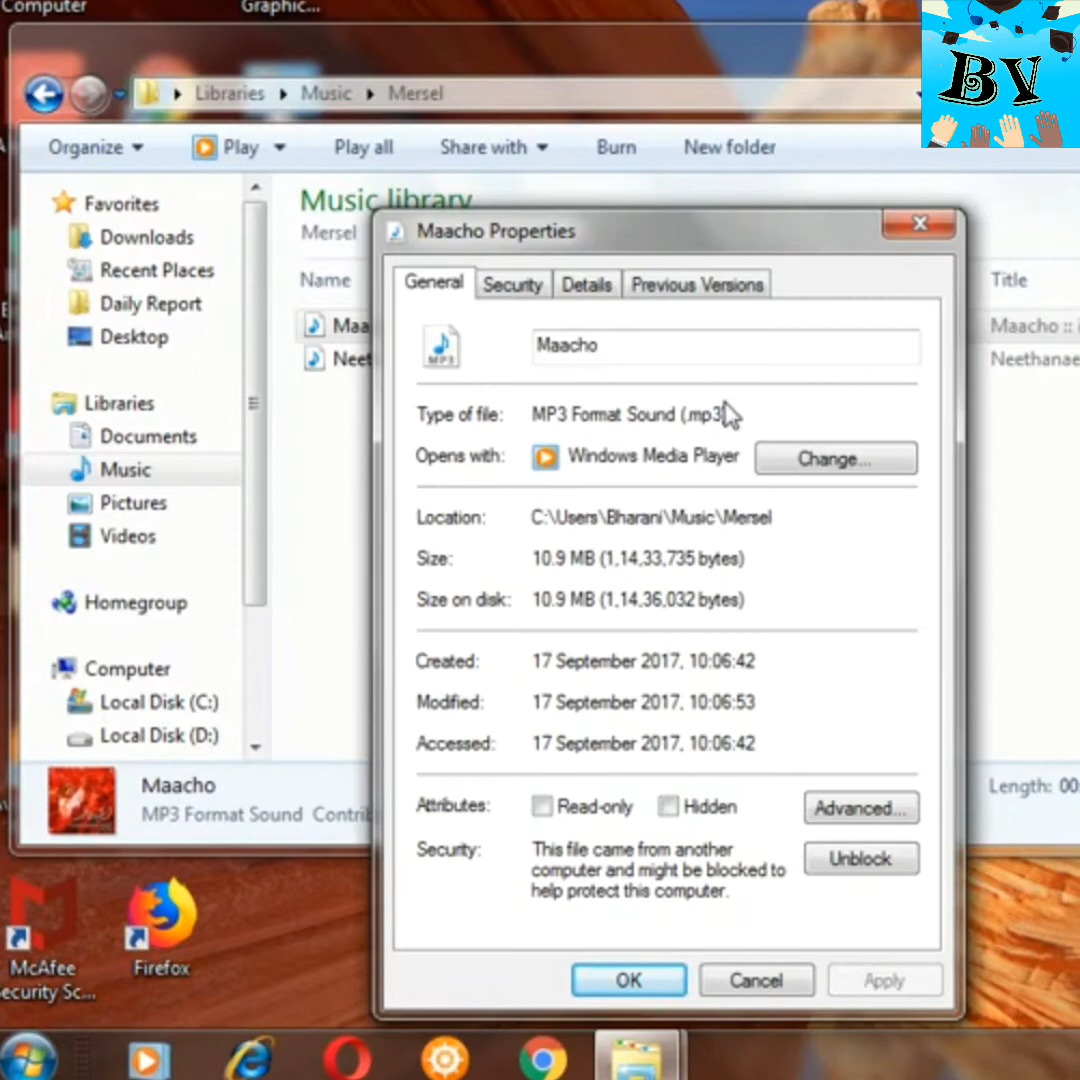 Computer
Graphic...
BV
Libraries
Music
Mersel
Organize
Play
Play all
Share with
Burn
New folder
Favorites
Downloads
Recent Places
Daily Report
Desktop
Libraries
Documents
Music
Pictures
Videos
Homegroup
Computer
Local Disk (C:)
Local Disk (D:)
Music library
Mersel
Name
Title
Maa
Maacho :: i
Neet
Neethanae
Maacho Properties
General
Security
Details
Previous Versions
MP3
Maacho
Type of file: MP3 Format Sound (.mp3
Opens with: Windows Media Player
Change...
Location: C:\Users\Bharani\Music\Mersel
Size: 10.9 MB (1,14,33,735 bytes)
Size on disk: 10.9 MB (1,14,36,032 bytes)
Created: 17 September 2017, 10:06:42
Modified: 17 September 2017, 10:06:53
Accessed: 17 September 2017, 10:06:42
Attributes: Read-only Hidden
Advanced...
Security: This file came from another
computer and might be blocked to
help protect this computer.
Unblock
OK
Cancel
Apply
Maacho
MP3 Format Sound Contrib
Length: 00:
McAfee
ecurity Sc...
Firefox